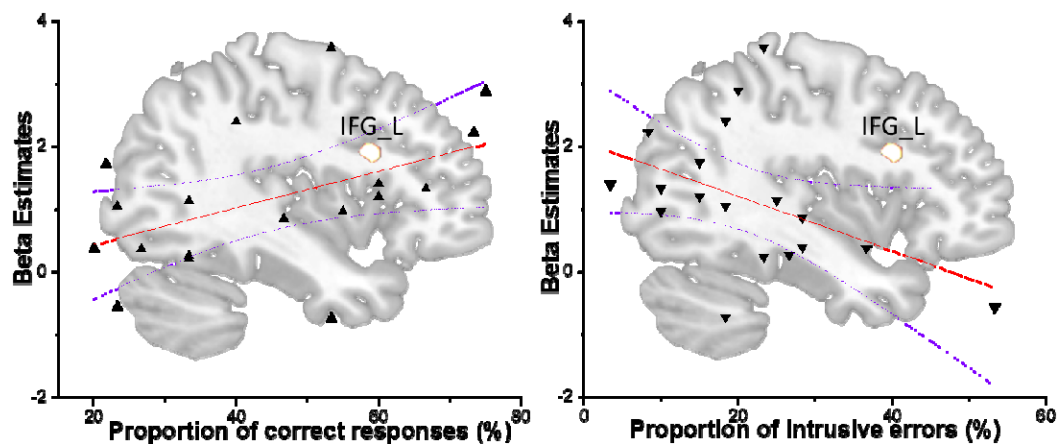 4
2
0
-2
Beta Estimates
IFG_L
20
40
60
80
Proportion of correct responses (%)
4
2
0
-2
Beta Estimates
IFG_L
0
20
40
60
Proportion of intrusive errors (%)